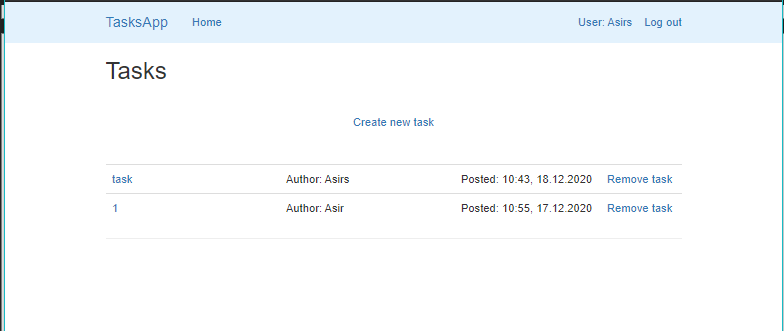 TasksApp Home User: Asirs Log out
Tasks
Create new task
task Author: Asirs Posted: 10:43, 18.12.2020 Remove task
1 Author: Asir Posted: 10:55, 17.12.2020 Remove task